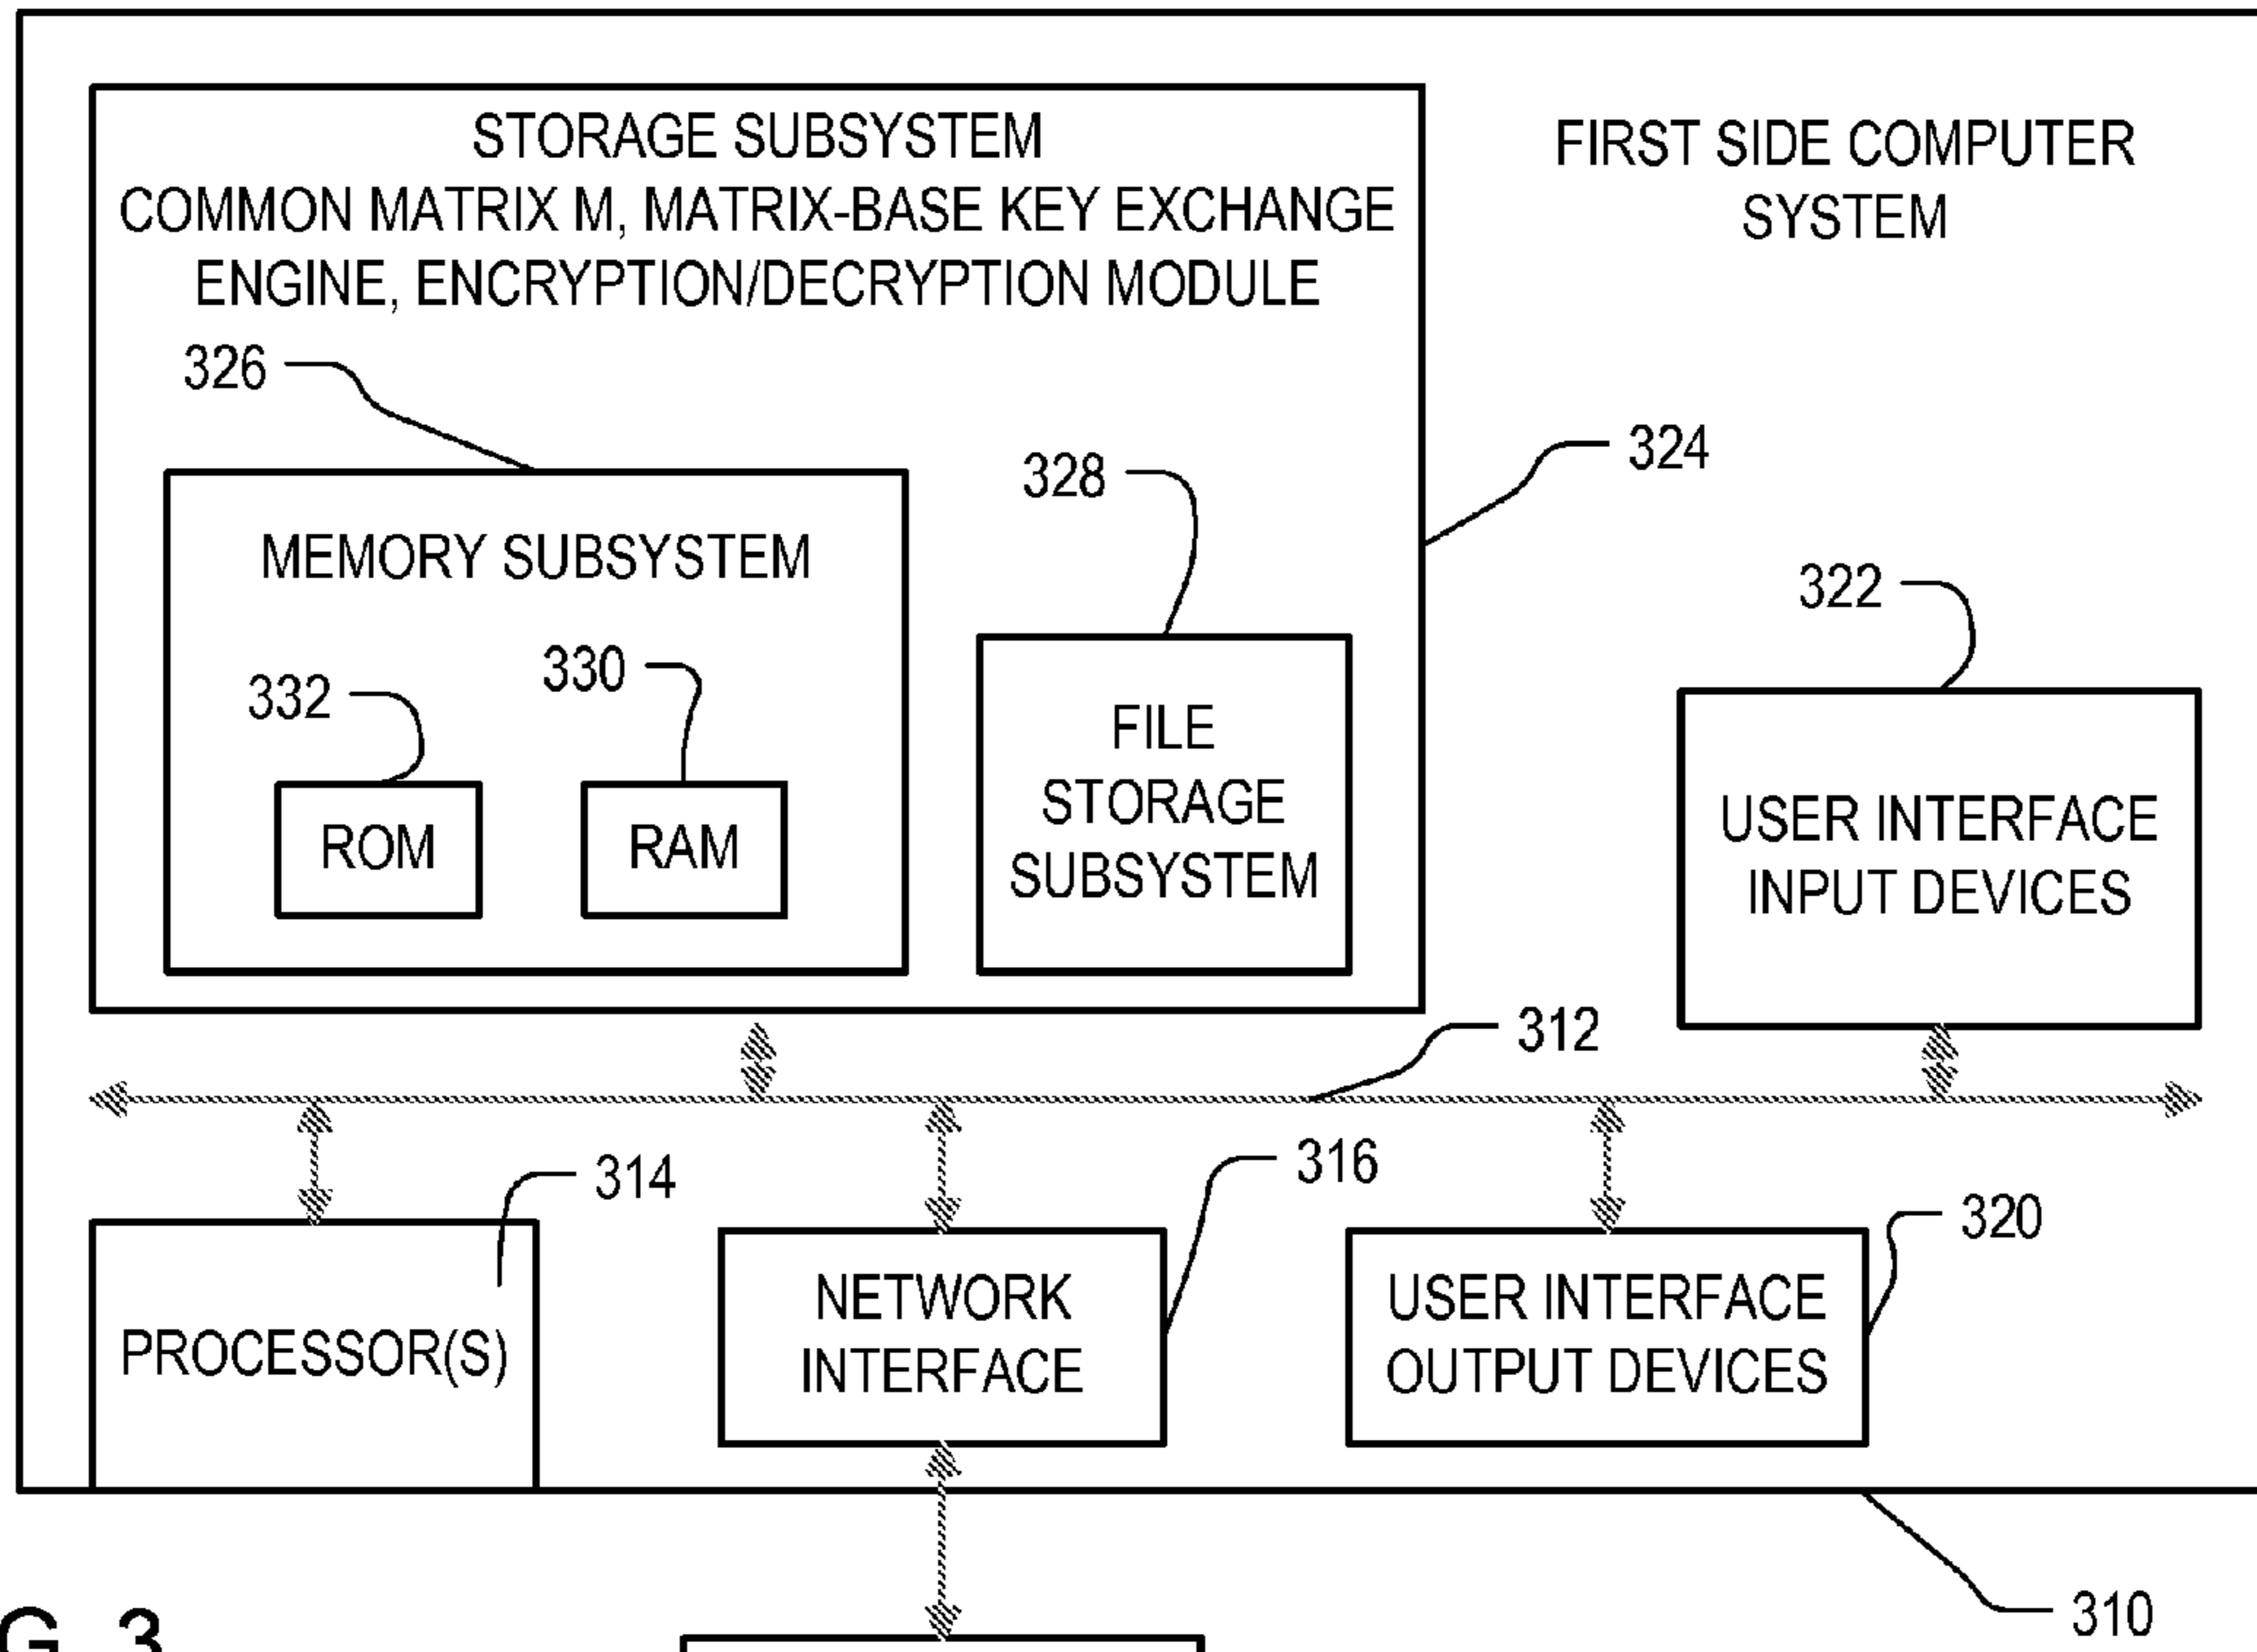 STORAGE SUBSYSTEM
COMMON MATRIX M, MATRIX-BASE KEY EXCHANGE
ENGINE, ENCRYPTION/DECRYPTION MODULE
FIRST SIDE COMPUTER
SYSTEM
326
324
328
MEMORY SUBSYSTEM
322
332
330
ROM
RAM
FILE
STORAGE
SUBSYSTEM
USER INTERFACE
INPUT DEVICES
312
314
316
320
PROCESSOR(S)
NETWORK
INTERFACE
USER INTERFACE
OUTPUT DEVICES
310
G. 3